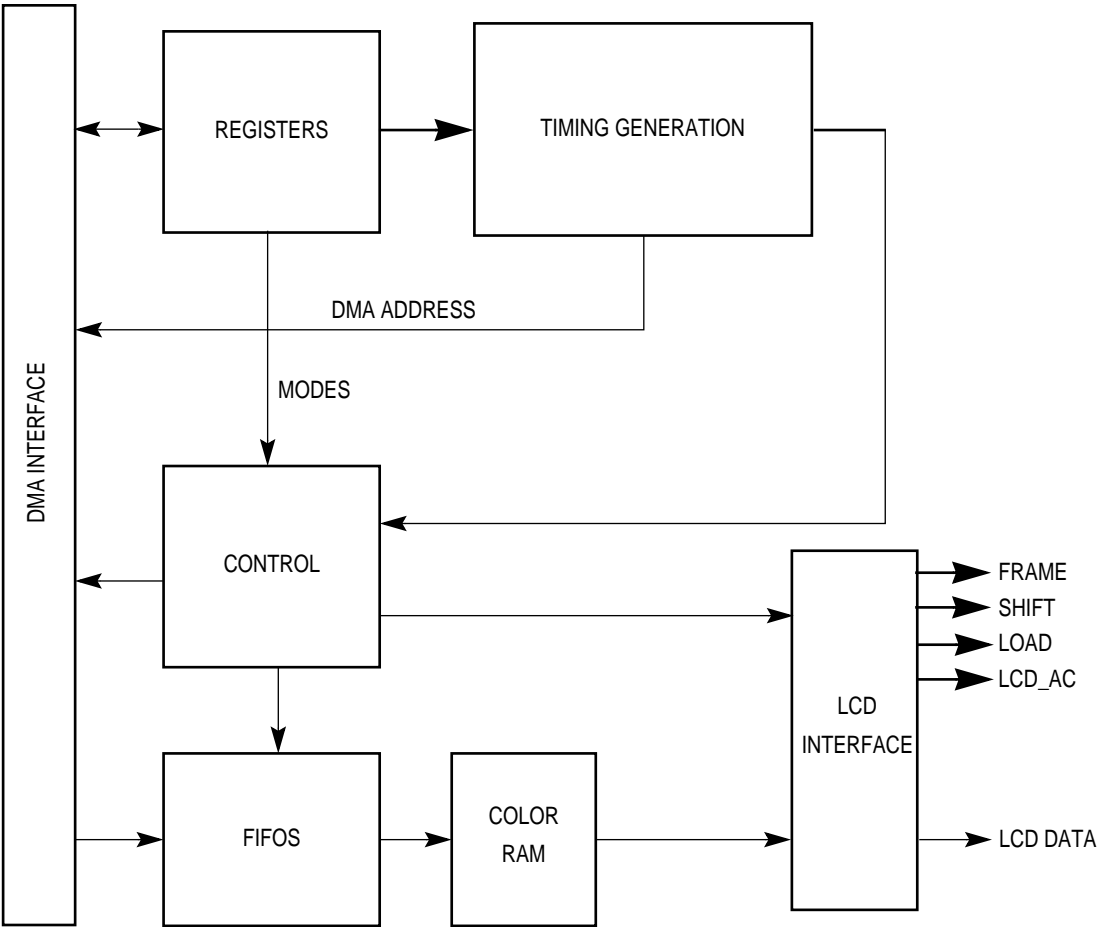 REGISTERS
TIMING GENERATION
DMA ADDRESS
MODES
DMA INTERFACE
CONTROL
FRAME
SHIFT
LOAD
LCD_AC
LCD
INTERFACE
FIFOS
COLOR
RAM
LCD DATA